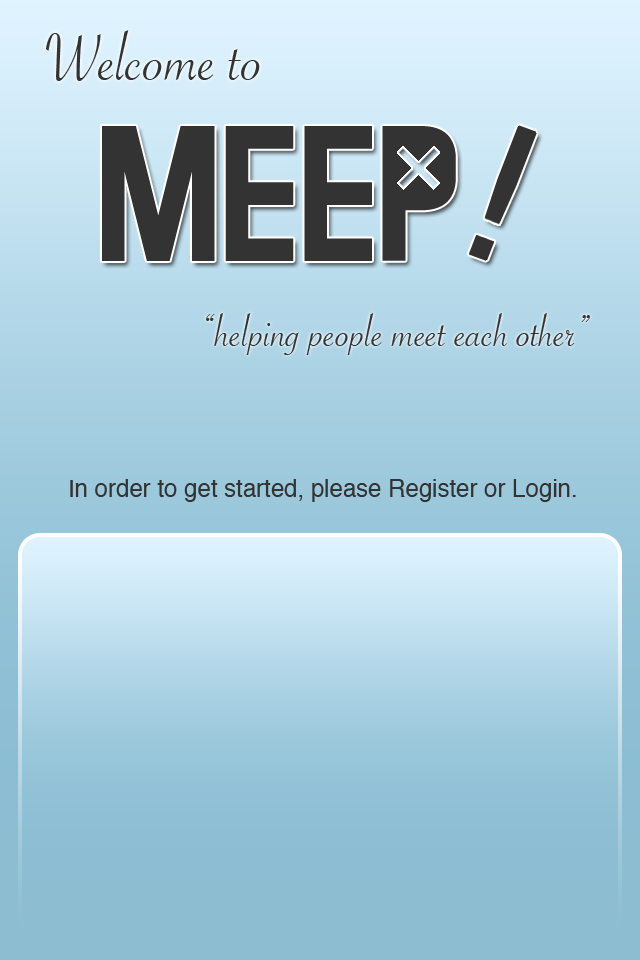 Welcome to
MEEP!
“helping people meet each other”
In order to get started, please Register or Login.